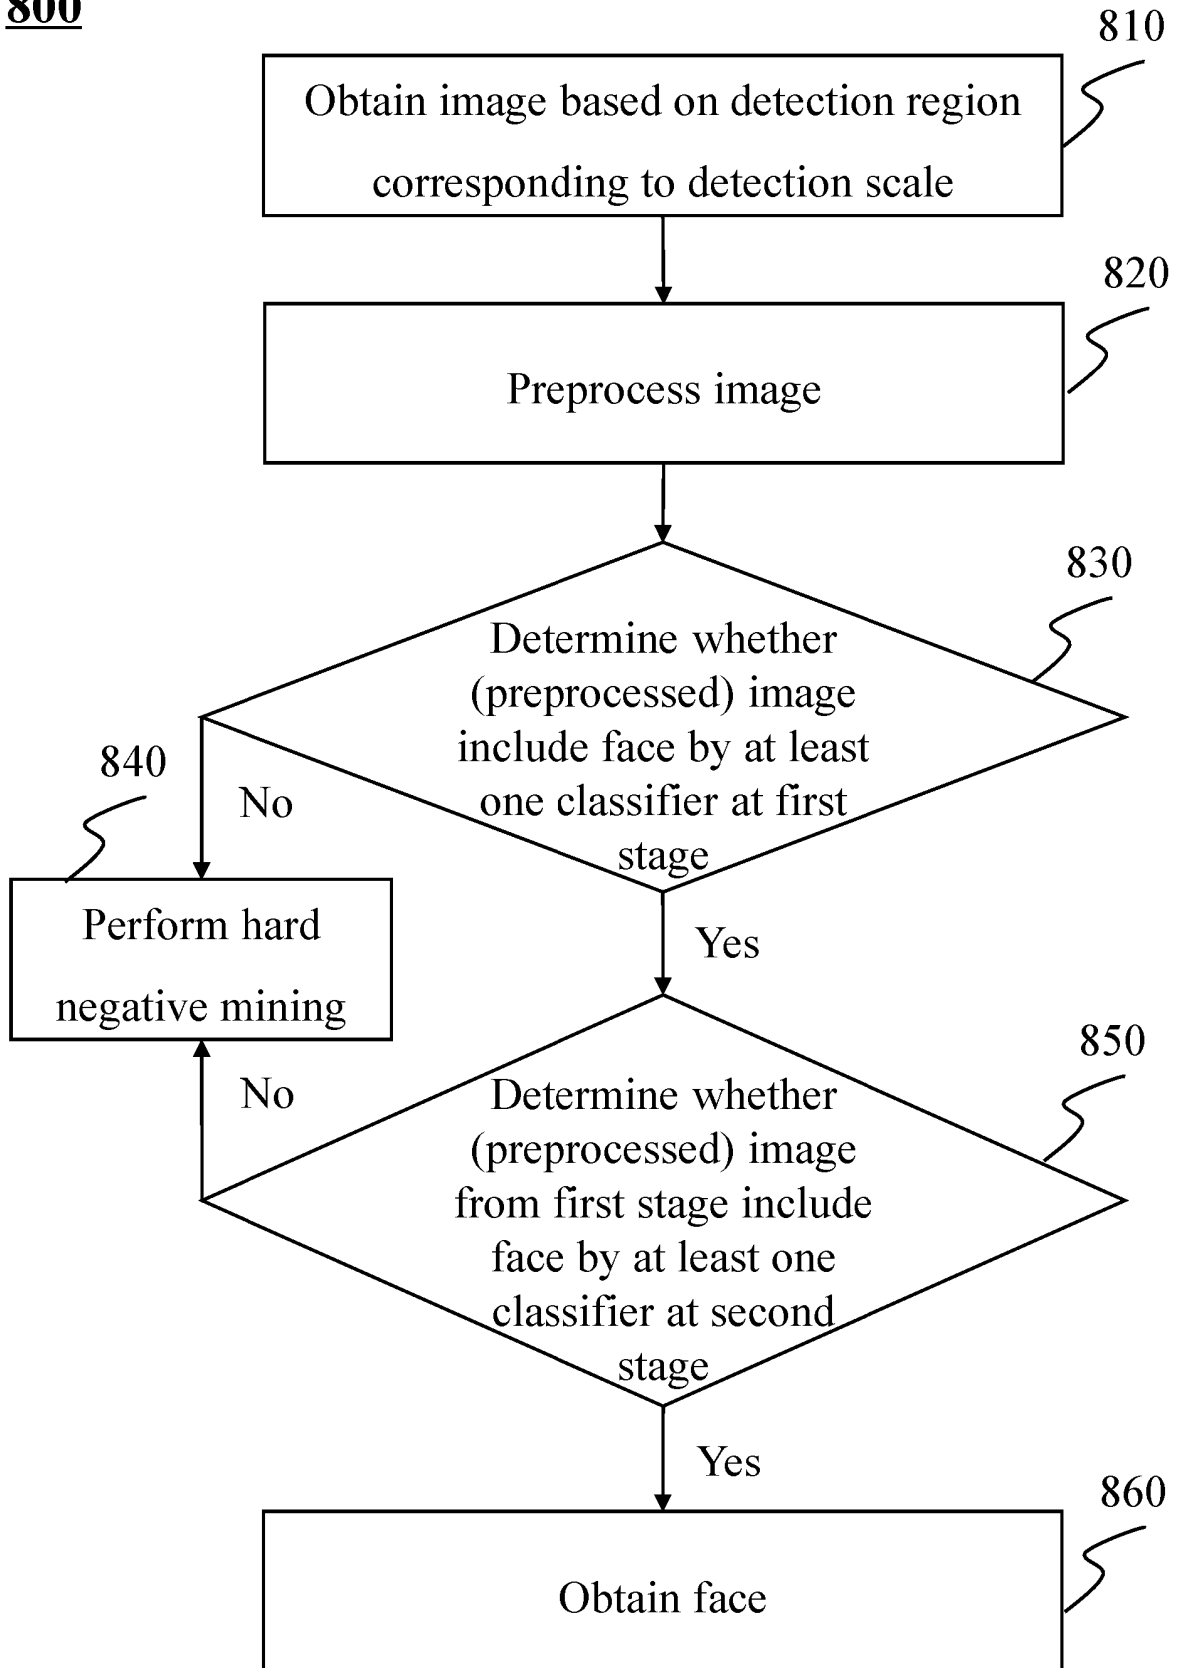 800
810
Obtain image based on detection region
corresponding to detection scale
820
Preprocess image
830
Determine whether
(preprocessed) image
include face by at least
one classifier at first
stage
840
No
Perform hard
negative mining
Yes
850
No
Determine whether
(preprocessed) image
from first stage include
face by at least one
classifier at second
stage
Yes
860
Obtain face